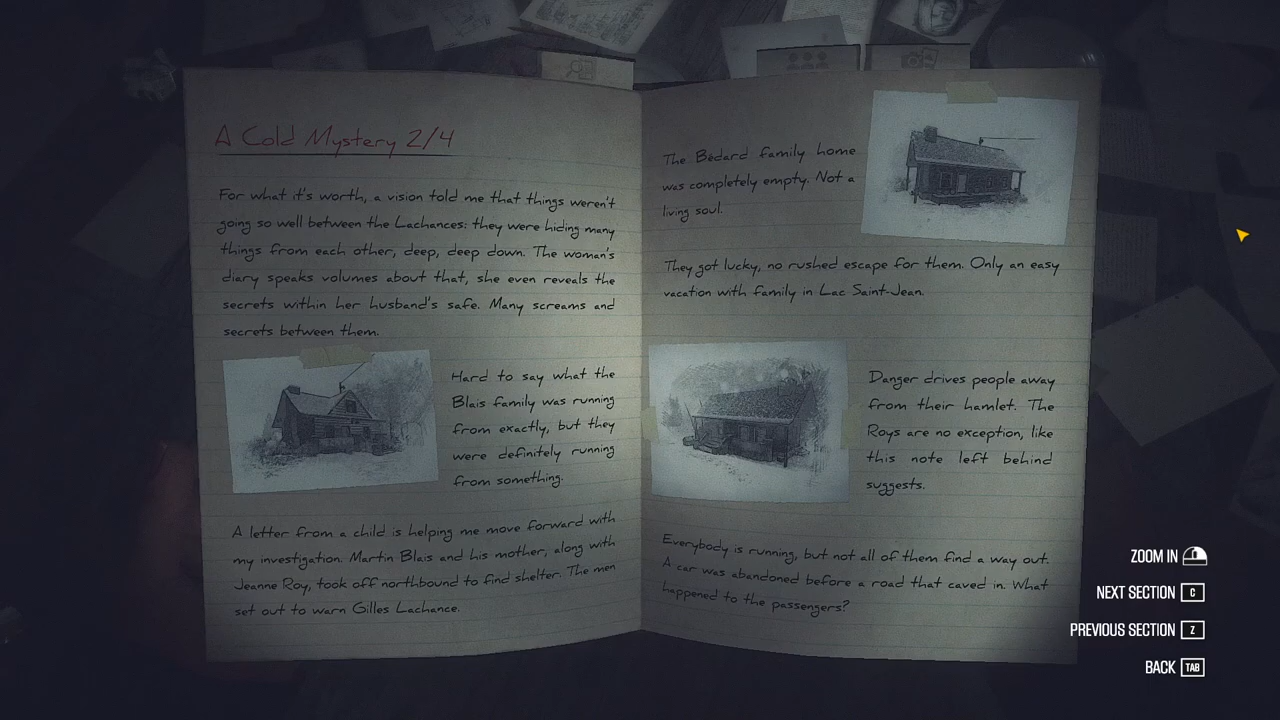 A Cold Mystery 2/4
For what it's worth, a vision told me that things weren't
going so well between the Lachances: they were hiding many
things from each other, deep, deep down. The woman's
diary speaks volumes about that, she even reveals the
secrets within her husband's safe. Many screams and
secrets between them.
Hard to say what the
Blais family was running
from exactly, but they
were definitely running
from something.
A letter from a child is helping me move forward with
my investigation. Martin Blais and his mother, along with
Jeanne Roy, took off northbound to find shelter. The men
set out to warn Gilles Lachance.
The Bédard family home
was completely empty. Not a
living soul.
They got lucky, no rushed escape for them. Only an easy
vacation with family in Lac Saint-Jean.
Danger drives people away
from their hamlet. The
Roys are no exception, like
this note left behind
suggests.
Everybody is running, but not all of them find a way out.
A car was abandoned before a road that caved in. What
happened to the passengers?
ZOOM IN
NEXT SECTION C
PREVIOUS SECTION Z
BACK TAB